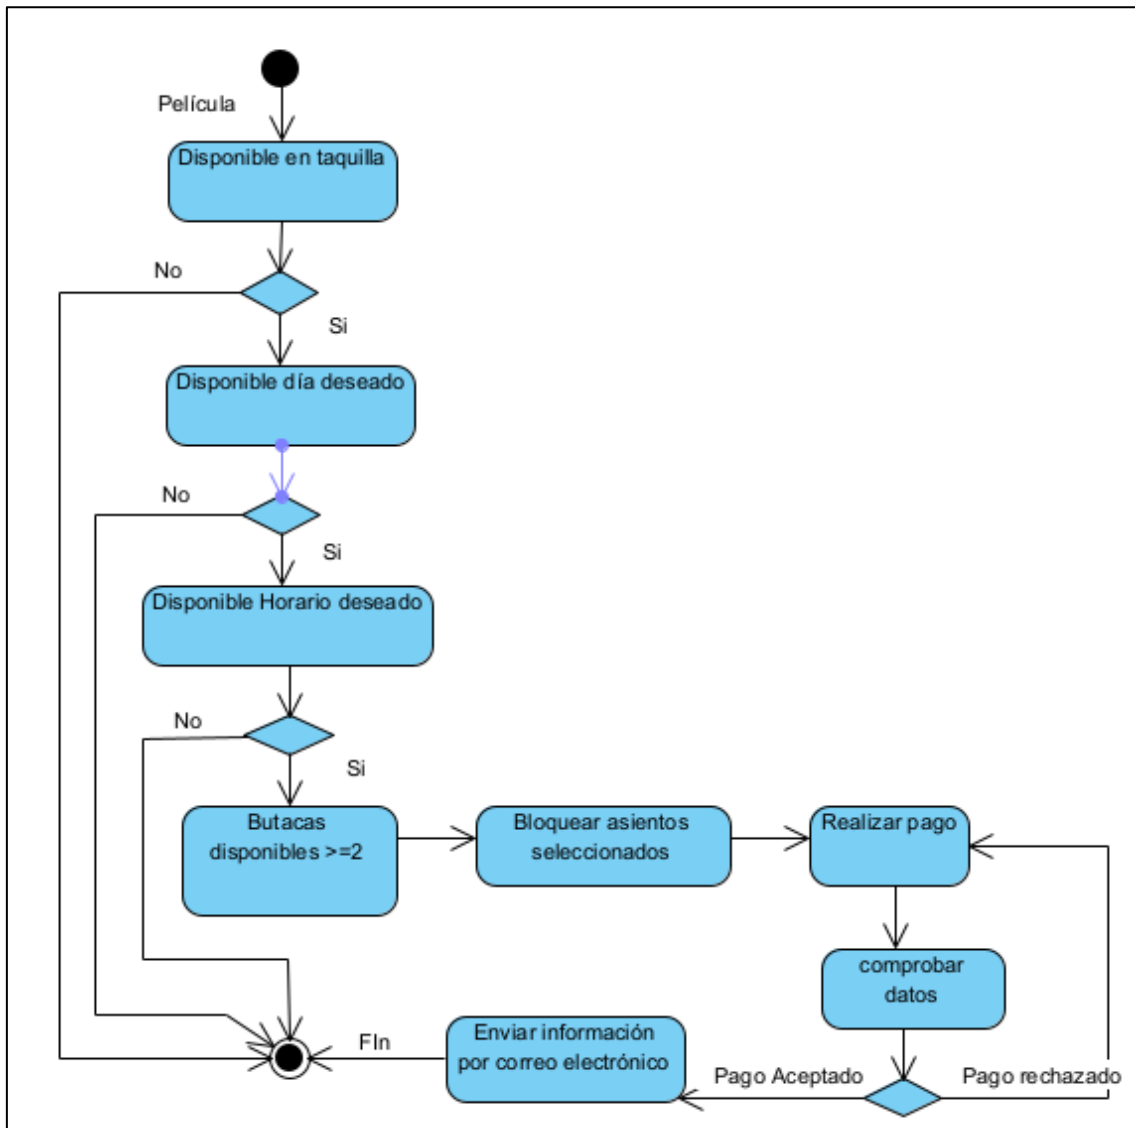 Película
Disponible en taquilla
No
Si
Disponible día deseado
No
Si
Disponible Horario deseado
No
Si
Butacas
disponibles >=2
Bloquear asientos
seleccionados
Realizar pago
comprobar
datos
Pago Aceptado
Pago rechazado
Enviar información
por correo electrónico
FIn